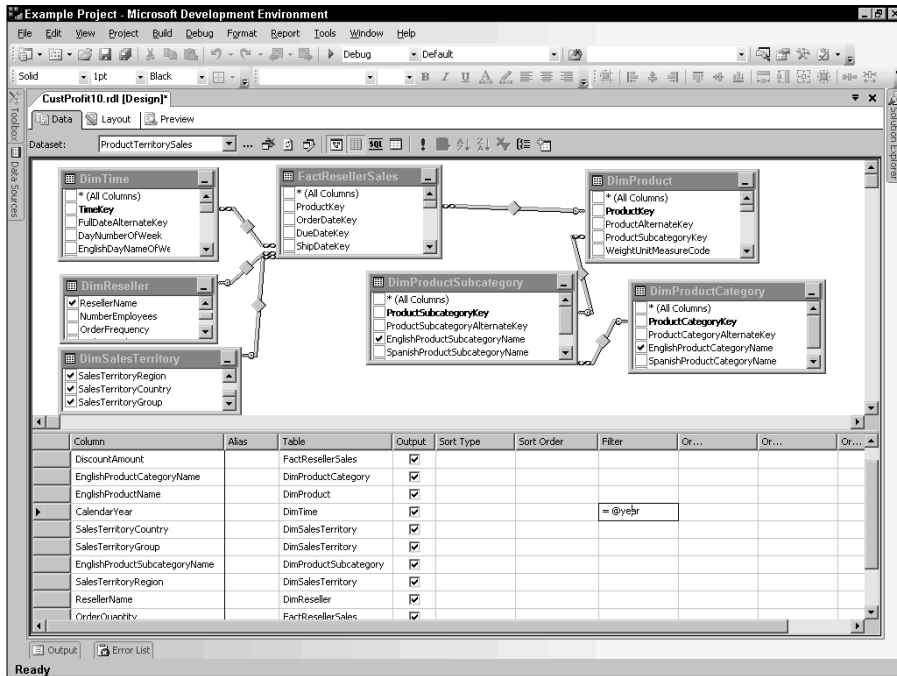 Example Project - Microsoft Development Environment
File Edit View Project Build Debug Format Report Tools Window Help
Debug Default
Solid 1pt Black B I U A
CustProfit10.rdl [Design]*
Toolbox
Data Sources
Solution Explorer
Data Layout Preview
Dataset: ProductTerritorySales ... SQL !
DimTime
* (All Columns)
TimeKey
FullDateAlternateKey
DayNumberOfWeek
EnglishDayNameOfWe
FactResellerSales
* (All Columns)
ProductKey
OrderDateKey
DueDateKey
ShipDateKey
DimProduct
* (All Columns)
ProductKey
ProductAlternateKey
ProductSubcategoryKey
WeightUnitMeasureCode
DimReseller
ResellerName
NumberEmployees
OrderFrequency
DimProductSubcategory
* (All Columns)
ProductSubcategoryKey
ProductSubcategoryAlternateKey
EnglishProductSubcategoryName
SpanishProductSubcategoryName
DimProductCategory
* (All Columns)
ProductCategoryKey
ProductCategoryAlternateKey
EnglishProductCategoryName
SpanishProductCategoryName
DimSalesTerritory
SalesTerritoryRegion
SalesTerritoryCountry
SalesTerritoryGroup
Column Alias Table Output Sort Type Sort Order Filter Or... Or... Or...
DiscountAmount FactResellerSales
EnglishProductCategoryName DimProductCategory
EnglishProductName DimProduct
CalendarYear DimTime = @year
SalesTerritoryCountry DimSalesTerritory
SalesTerritoryGroup DimSalesTerritory
EnglishProductSubcategoryName DimProductSubcategory
SalesTerritoryRegion DimSalesTerritory
ResellerName DimReseller
OrderQuantity FactResellerSales
Output Error List
Ready